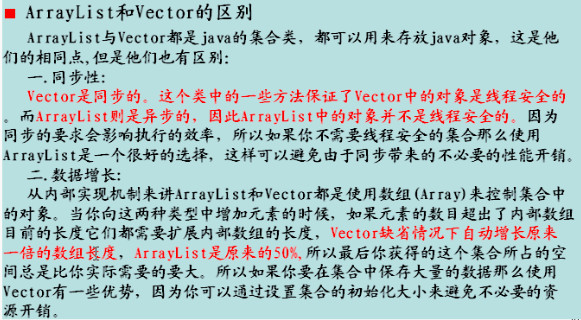 ■ ArrayList和Vector的区别
ArrayList与Vector都是java的集合类，都可以用来存放java对象，这是他
们的相同点,但是他们也有区别：
一.同步性：
Vector是同步的。这个类中的一些方法保证了Vector中的对象是线程安全的
。而ArrayList则是异步的，因此ArrayList中的对象并不是线程安全的。因为
同步的要求会影响执行的效率，所以如果你不需要线程安全的集合那么使用
ArrayList是一个很好的选择，这样可以避免由于同步带来的不必要的性能开销。
二.数据增长：
从内部实现机制来讲ArrayList和Vector都是使用数组(Array)来控制集合中
的对象。当你向这两种类型中增加元素的时候，如果元素的数目超出了内部数组
目前的长度它们都需要扩展内部数组的长度，Vector缺省情况下自动增长原来
一倍的数组长度，ArrayList是原来的50%,所以最后你获得的这个集合所占的空
间总是比你实际需要的要大。所以如果你要在集合中保存大量的数据那么使用
Vector有一些优势，因为你可以通过设置集合的初始化大小来避免不必要的资
源开销。